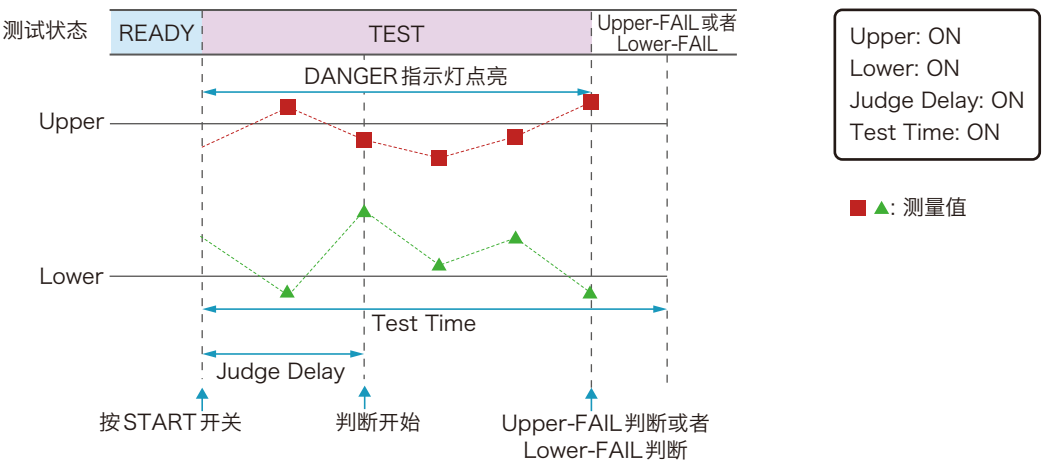 测试状态
READY
TEST
Upper-FAIL或者
Lower-FAIL
DANGER指示灯点亮
Upper
Lower
Test Time
Judge Delay
按START开关
判断开始
Upper-FAIL判断或者
Lower-FAIL判断
Upper: ON
Lower: ON
Judge Delay: ON
Test Time: ON
: 测量值